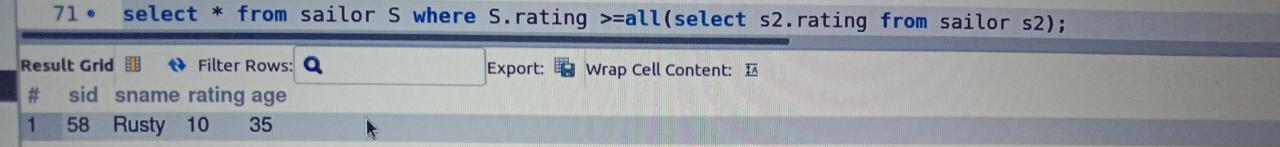 71 select * from sailor S where S.rating >=all(select s2.rating from sailor s2);
Result Grid Filter Rows: Export: Wrap Cell Content: IA
# sid sname rating age
1 58 Rusty 10 35